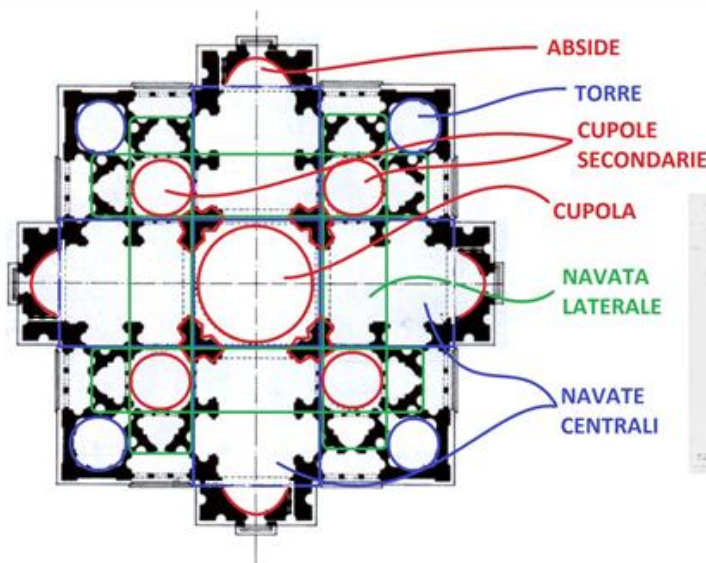 ABSIDE
TORRE
CUPOLE
SECONDARIE
CUPOLA
NAVATA
LATERALE
NAVATE
CENTRALI